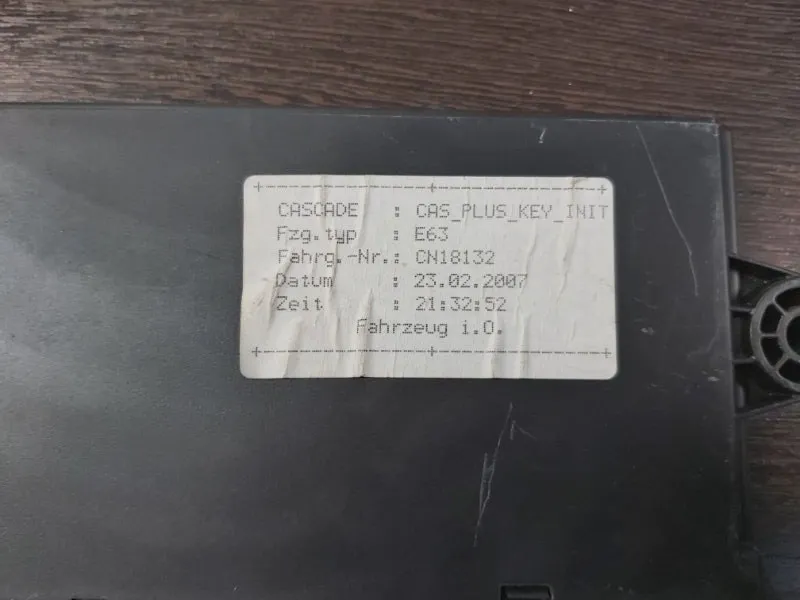 +-----------------+-----------------+
CASCADE : CAS_PLUS_KEY_INIT
Fzg.typ : E63
Fahrg.-Nr.: CN18132
Datum : 23.02.2007
Zeit : 21:32:52
Fahrzeug i.O.
+-----------------+-----------------+